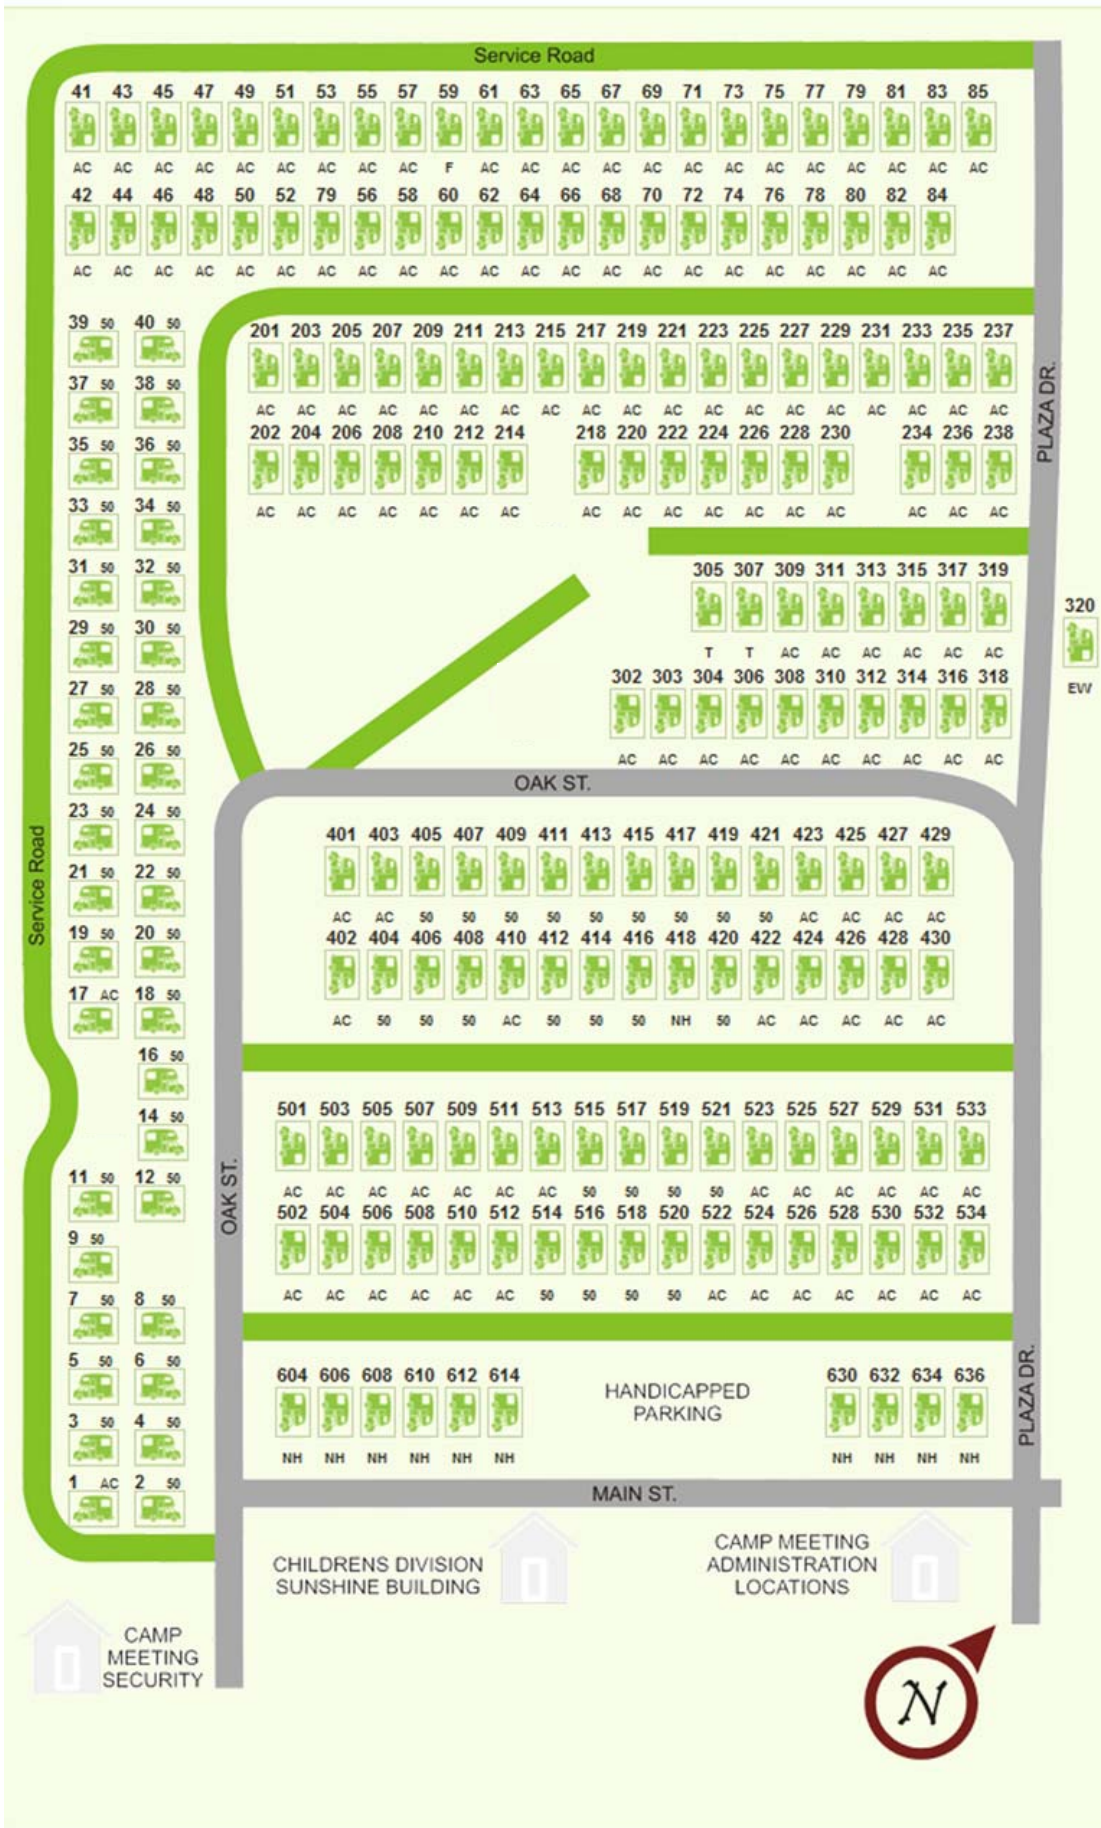 Service Road
41 43 45 47 49 51 53 55 57 59 61 63 65 67 69 71 73 75 77 79 81 83 85
AC AC AC AC AC AC AC AC AC F AC AC AC AC AC AC AC AC AC AC AC AC AC
42 44 46 48 50 52 79 56 58 60 62 64 66 68 70 72 74 76 78 80 82 84
AC AC AC AC AC AC AC AC AC AC AC AC AC AC AC AC AC AC AC AC AC AC
39 50 40 50
37 50 38 50
35 50 36 50
33 50 34 50
31 50 32 50
29 50 30 50
27 50 28 50
25 50 26 50
23 50 24 50
21 50 22 50
19 50 20 50
17 AC 18 50
16 50
14 50
11 50 12 50
9 50
7 50 8 50
5 50 6 50
3 50 4 50
1 AC 2 50
Service Road
201 203 205 207 209 211 213 215 217 219 221 223 225 227 229 231 233 235 237
AC AC AC AC AC AC AC AC AC AC AC AC AC AC AC AC AC AC AC
202 204 206 208 210 212 214 218 220 222 224 226 228 230 234 236 238
AC AC AC AC AC AC AC AC AC AC AC AC AC AC AC AC AC
PLAZA DR.
305 307 309 311 313 315 317 319
T T AC AC AC AC AC AC
320
EW
302 303 304 306 308 310 312 314 316 318
AC AC AC AC AC AC AC AC AC AC
OAK ST.
401 403 405 407 409 411 413 415 417 419 421 423 425 427 429
AC AC 50 50 50 50 50 50 50 50 50 AC AC AC AC
402 404 406 408 410 412 414 416 418 420 422 424 426 428 430
AC 50 50 50 AC 50 50 50 NH 50 AC AC AC AC AC
501 503 505 507 509 511 513 515 517 519 521 523 525 527 529 531 533
AC AC AC AC AC AC AC 50 50 50 50 AC AC AC AC AC AC
OAK ST.
502 504 506 508 510 512 514 516 518 520 522 524 526 528 530 532 534
AC AC AC AC AC AC 50 50 50 50 AC AC AC AC AC AC AC
604 606 608 610 612 614
NH NH NH NH NH NH
HANDICAPPED
PARKING
630 632 634 636
NH NH NH NH
PLAZA DR.
MAIN ST.
CHILDRENS DIVISION
SUNSHINE BUILDING
CAMP MEETING
ADMINISTRATION
LOCATIONS
CAMP
MEETING
SECURITY
N